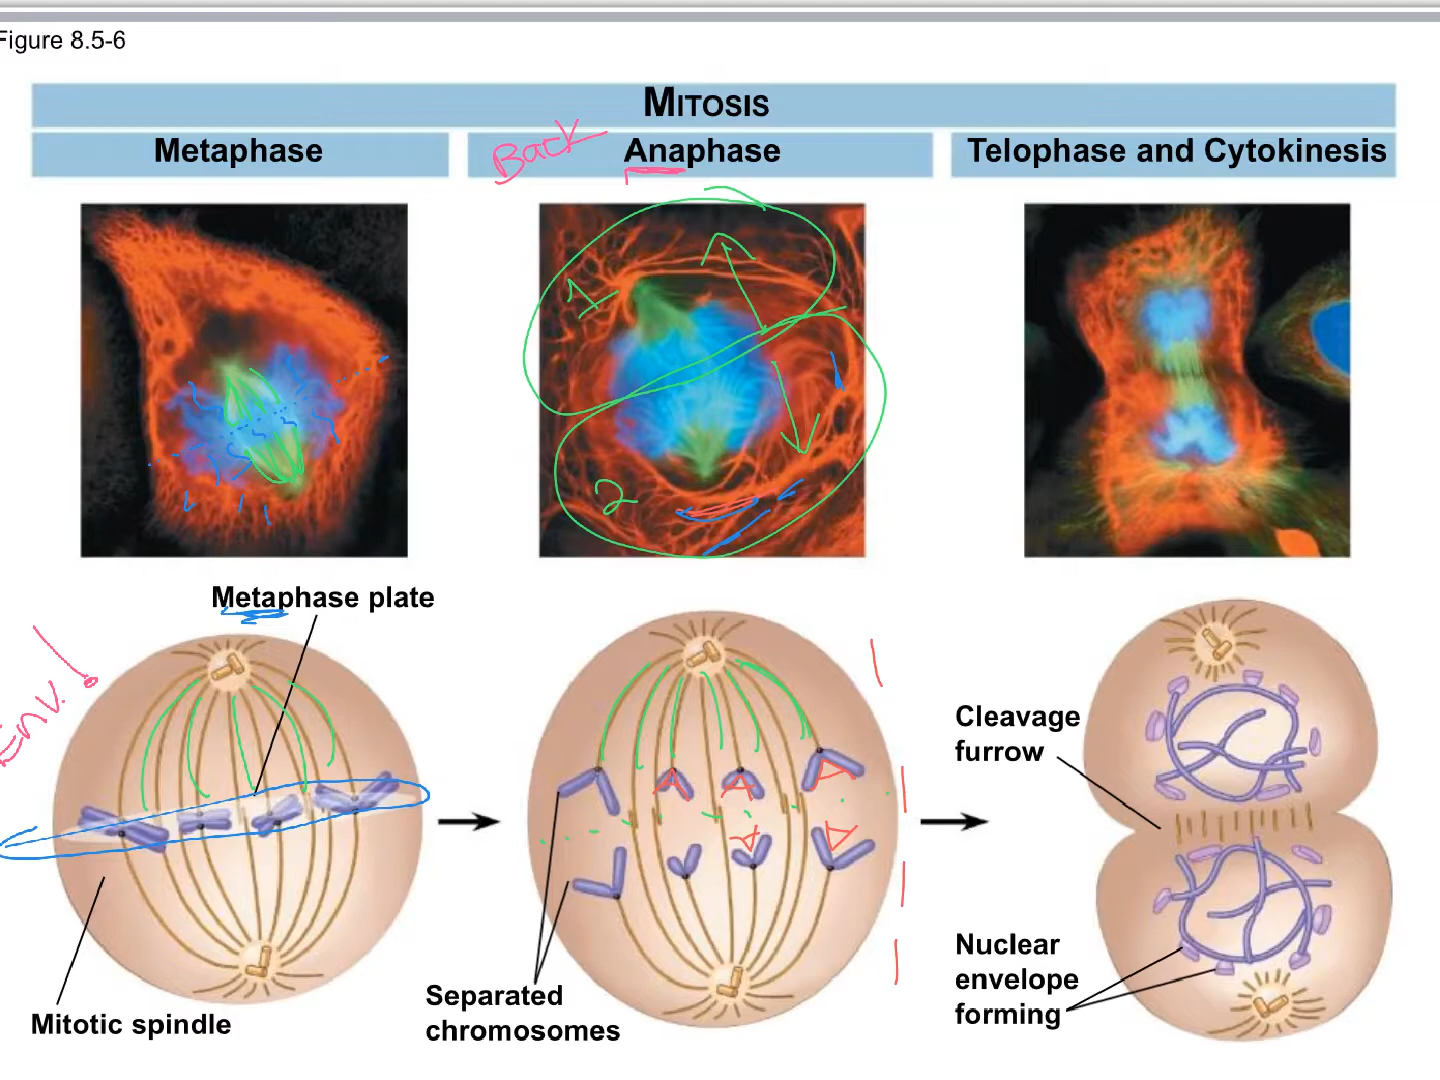 Figure 8.5-6
MITOSIS
Metaphase
Back
Anaphase
Telophase and Cytokinesis
1
2
Metaphase plate
Env.!
Cleavage
furrow
Nuclear
envelope
forming
Separated
chromosomes
Mitotic spindle